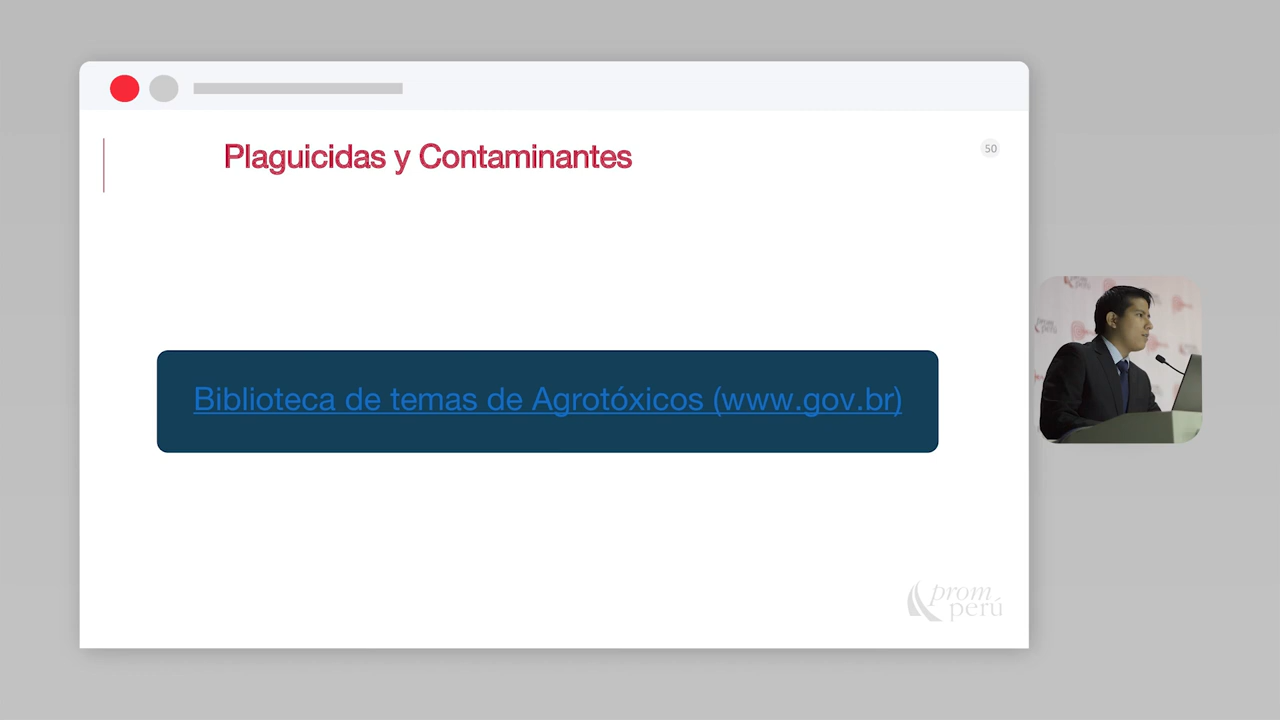 Plaguicidas y Contaminantes
50
Biblioteca de temas de Agrotóxicos (www.gov.br)
prom
perú